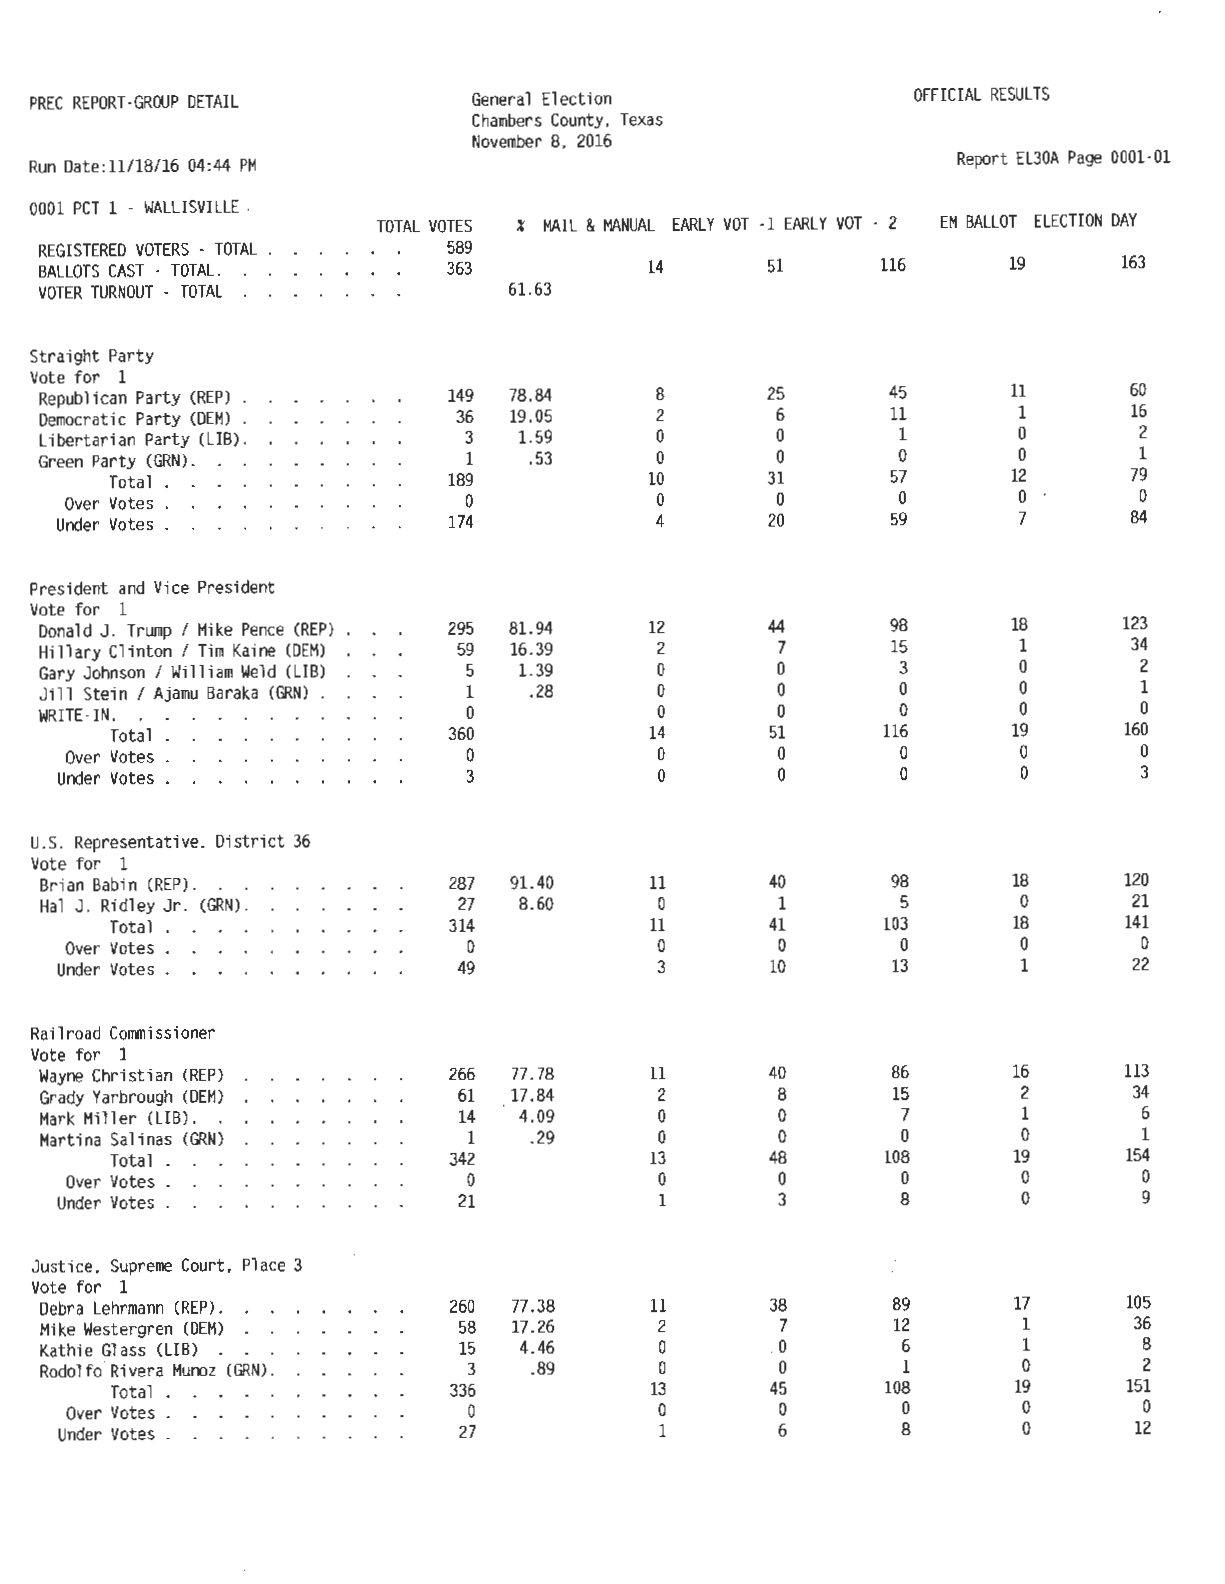 PREC REPORT-GROUP DETAIL General Election OFFICIAL RESULTS
Chambers County, Texas
November 8, 2016
Run Date:11/18/16 04:44 PM Report EL30A Page 0001-01
0001 PCT 1 - WALLISVILLE
TOTAL VOTES % MAIL & MANUAL EARLY VOT -1 EARLY VOT - 2 EM BALLOT ELECTION DAY
REGISTERED VOTERS - TOTAL . . . . . . 589
BALLOTS CAST - TOTAL. . . . . . . . 363 14 51 116 19 163
VOTER TURNOUT - TOTAL . . . . . . . 61.63
Straight Party
Vote for 1
Republican Party (REP) . . . . . . . 149 78.84 8 25 45 11 60
Democratic Party (DEM) . . . . . . . 36 19.05 2 6 11 1 16
Libertarian Party (LIB). . . . . . . 3 1.59 0 0 1 0 2
Green Party (GRN). . . . . . . . . 1 .53 0 0 0 0 1
Total . . . . . . . . . . 189 10 31 57 12 79
Over Votes . . . . . . . . . . 0 0 0 0 0 0
Under Votes . . . . . . . . . . 174 4 20 59 7 84
President and Vice President
Vote for 1
Donald J. Trump / Mike Pence (REP) . . . 295 81.94 12 44 98 18 123
Hillary Clinton / Tim Kaine (DEM) . . . 59 16.39 2 7 15 1 34
Gary Johnson / William Weld (LIB) . . . 5 1.39 0 0 3 0 2
Jill Stein / Ajamu Baraka (GRN) . . . . 1 .28 0 0 0 0 1
WRITE-IN. . . . . . . . . . . . 0 0 0 0 0 0
Total . . . . . . . . . . 360 14 51 116 19 160
Over Votes . . . . . . . . . . 0 0 0 0 0 0
Under Votes . . . . . . . . . . 3 0 0 0 0 3
U.S. Representative. District 36
Vote for 1
Brian Babin (REP). . . . . . . . . 287 91.40 11 40 98 18 120
Hal J. Ridley Jr. (GRN). . . . . . . 27 8.60 0 1 5 0 21
Total . . . . . . . . . . 314 11 41 103 18 141
Over Votes . . . . . . . . . . 0 0 0 0 0 0
Under Votes . . . . . . . . . . 49 3 10 13 1 22
Railroad Commissioner
Vote for 1
Wayne Christian (REP) . . . . . . . 266 77.78 11 40 86 16 113
Grady Yarbrough (DEM) . . . . . . . 61 17.84 2 8 15 2 34
Mark Miller (LIB). . . . . . . . . 14 4.09 0 0 7 1 6
Martina Salinas (GRN) . . . . . . . 1 .29 0 0 0 0 1
Total . . . . . . . . . . 342 13 48 108 19 154
Over Votes . . . . . . . . . . 0 0 0 0 0 0
Under Votes . . . . . . . . . . 21 1 3 8 0 9
Justice, Supreme Court, Place 3
Vote for 1
Debra Lehrmann (REP). . . . . . . . 260 77.38 11 38 89 17 105
Mike Westergren (DEM) . . . . . . . 58 17.26 2 7 12 1 36
Kathie Glass (LIB) . . . . . . . . 15 4.46 0 0 6 1 8
Rodolfo Rivera Munoz (GRN). . . . . . 3 .89 0 0 1 0 2
Total . . . . . . . . . . 336 13 45 108 19 151
Over Votes . . . . . . . . . . 0 0 0 0 0 0
Under Votes . . . . . . . . . . 27 1 6 8 0 12